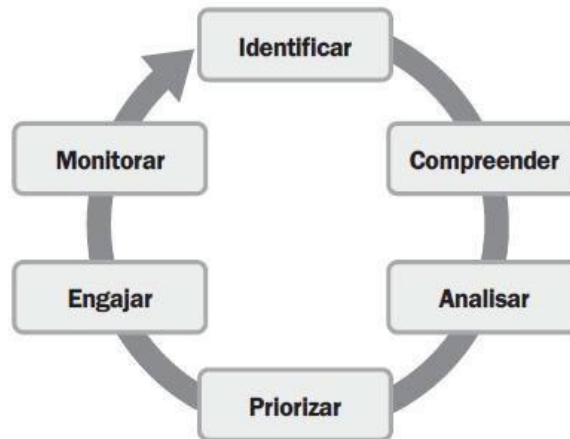 Identificar
Compreender
Analisar
Priorizar
Engajar
Monitorar